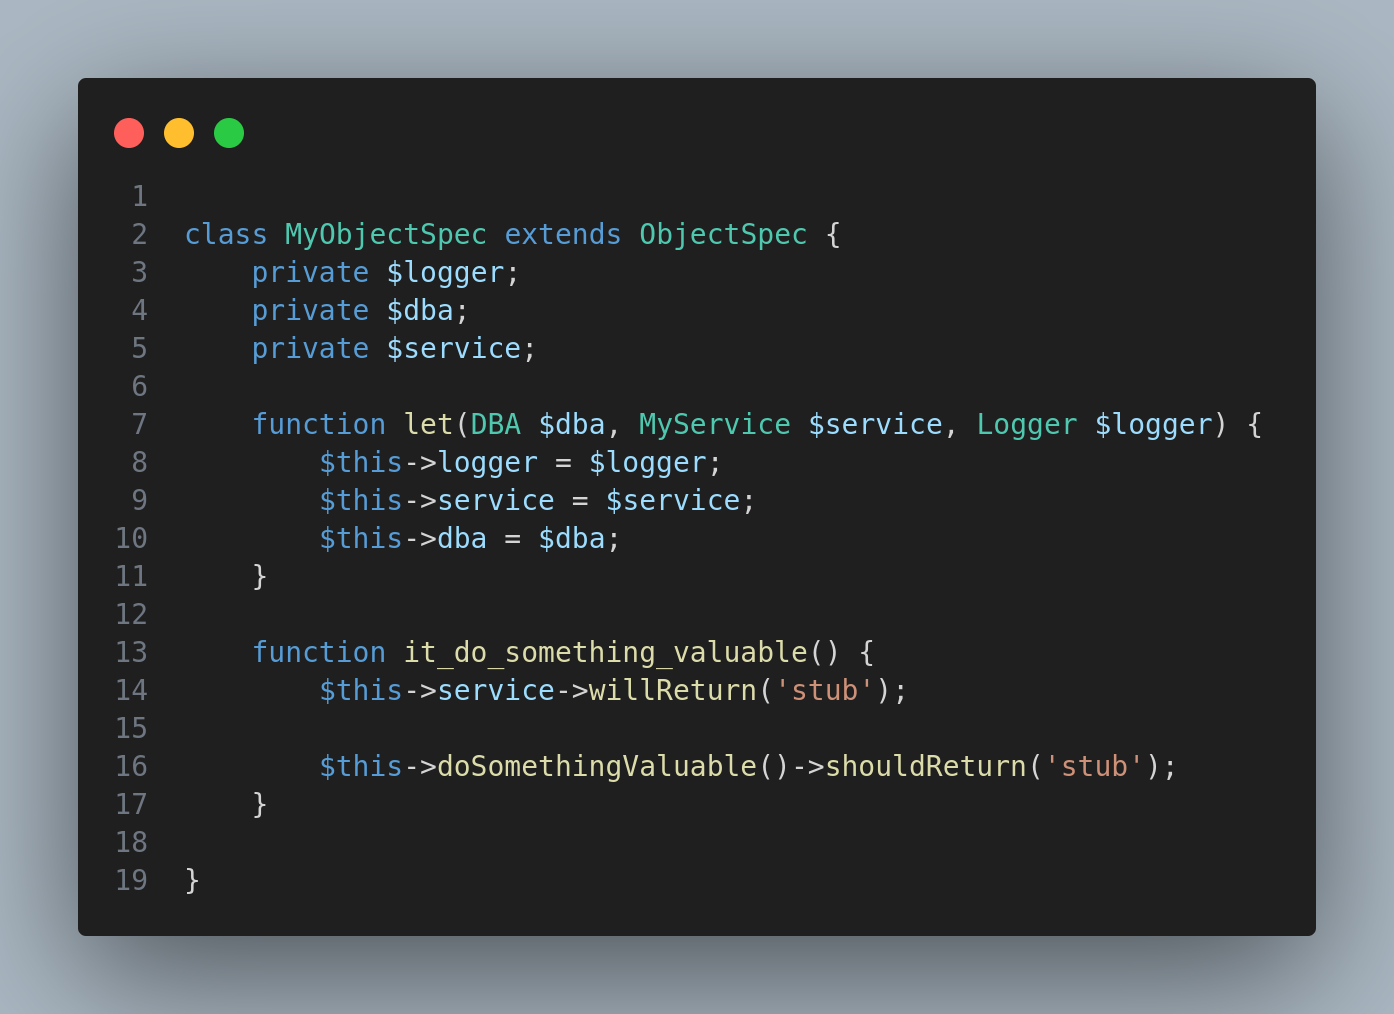 1
2 class MyObjectSpec extends ObjectSpec {
3     private $logger;
4     private $dba;
5     private $service;
6
7     function let(DBA $dba, MyService $service, Logger $logger) {
8         $this->logger = $logger;
9         $this->service = $service;
10         $this->dba = $dba;
11     }
12
13     function it_do_something_valuable() {
14         $this->service->willReturn('stub');
15
16         $this->doSomethingValuable()->shouldReturn('stub');
17     }
18
19 }